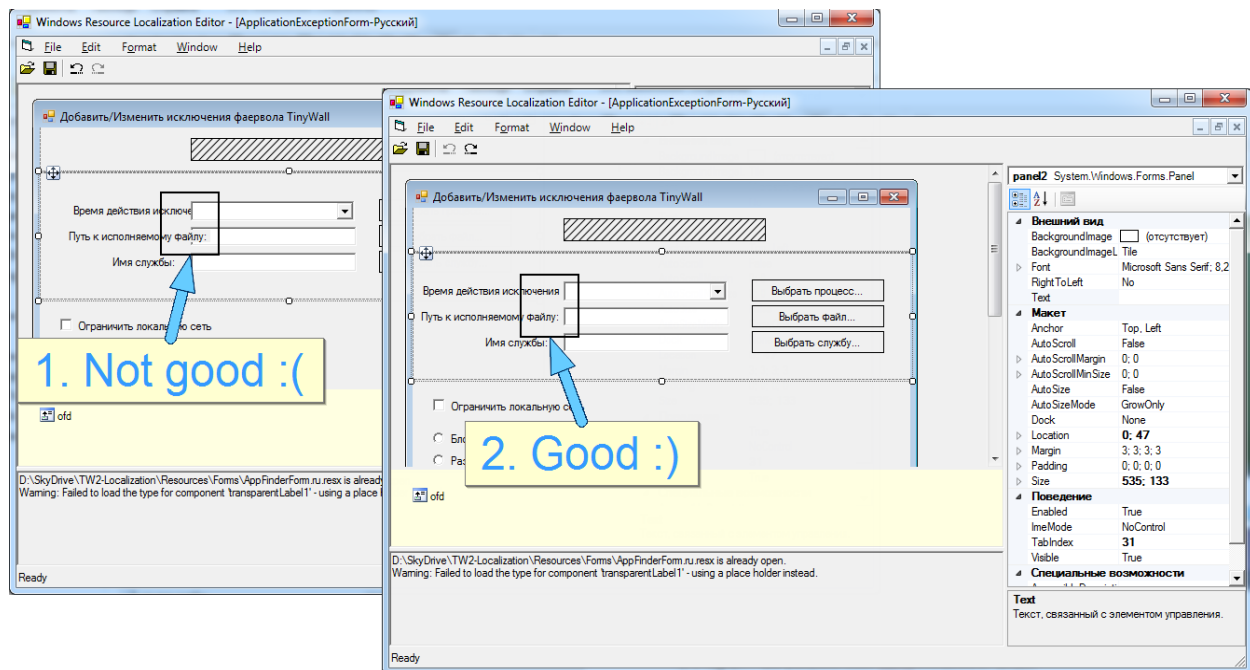 Windows Resource Localization Editor - [ApplicationExceptionForm-Русский]
File Edit Format Window Help
Добавить/Изменить исключения фаервола TinyWall
Время действия исключе
Путь к исполняемому файлу:
Имя службы:
Ограничить локальную сеть
1. Not good :(
ofd
D:\SkyDrive\TW2-Localization\Resources\Forms\AppFinderForm.ru.resx is already
Warning: Failed to load the type for component 'transparentLabel1' - using a place
Ready
Windows Resource Localization Editor - [ApplicationExceptionForm-Русский]
File Edit Format Window Help
Добавить/Изменить исключения фаервола TinyWall
Время действия исключения
Выбрать процесс...
Путь к исполняемому файлу:
Выбрать файл...
Имя службы:
Выбрать службу...
Ограничить локальную с
Бло
Раз
2. Good :)
ofd
D:\SkyDrive\TW2-Localization\Resources\Forms\AppFinderForm.ru.resx is already open.
Warning: Failed to load the type for component 'transparentLabel1' - using a place holder instead.
Ready
panel2 System.Windows.Forms.Panel
Внешний вид
BackgroundImage (отсутствует)
BackgroundImageL Tile
Font Microsoft Sans Serif; 8,2
RightToLeft No
Text
Макет
Anchor Top, Left
AutoScroll False
AutoScrollMargin 0; 0
AutoScrollMinSize 0; 0
AutoSize False
AutoSizeMode GrowOnly
Dock None
Location 0; 47
Margin 3; 3; 3; 3
Padding 0; 0; 0; 0
Size 535; 133
Поведение
Enabled True
ImeMode NoControl
TabIndex 31
Visible True
Специальные возможности
Text
Текст, связанный с элементом управления.